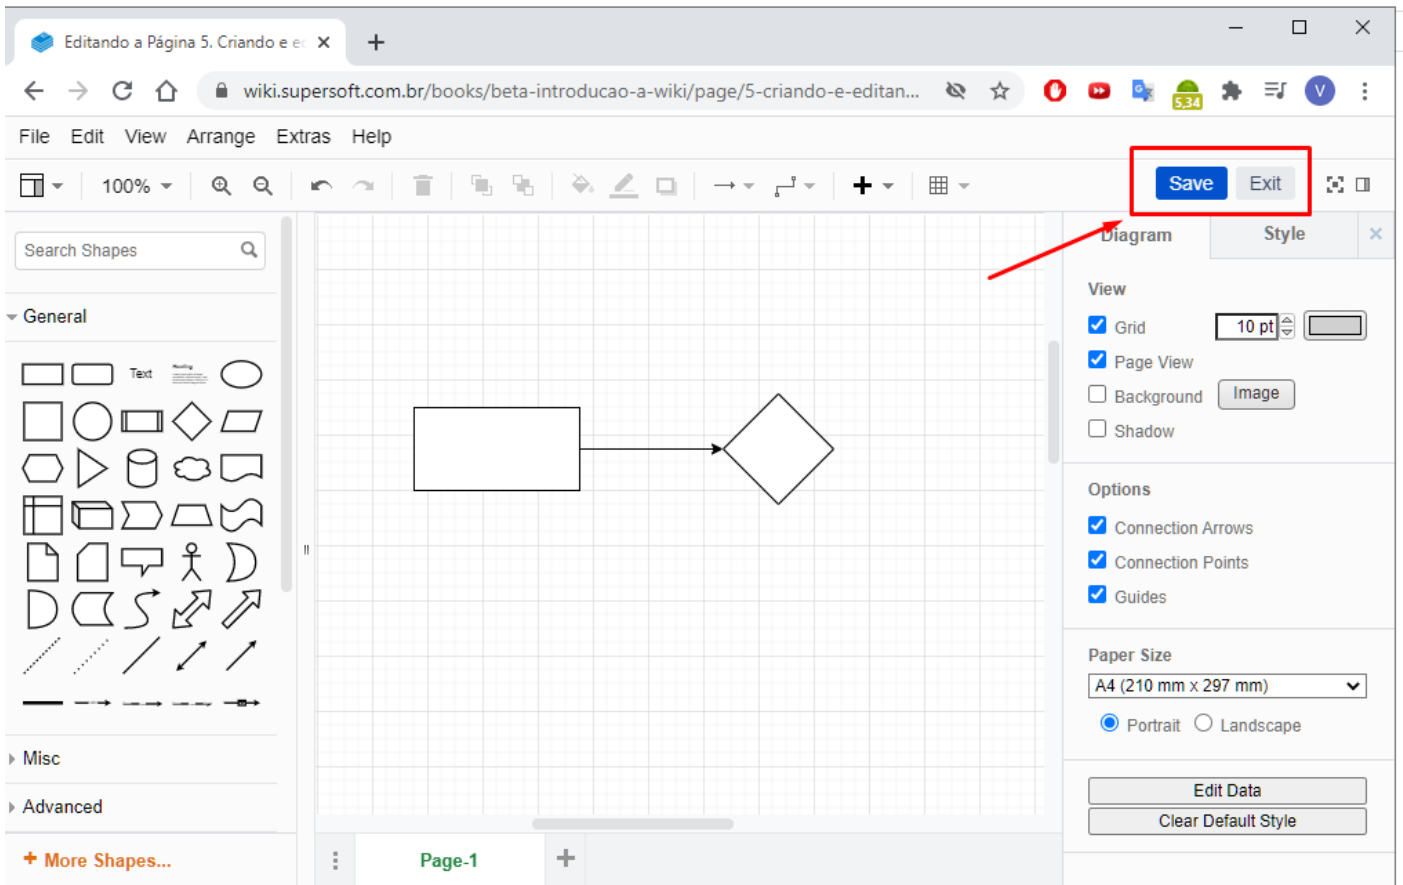 Editando a Página 5. Criando e e
wiki.supersoft.com.br/books/beta-introducao-a-wiki/page/5-criando-e-editan...
5,34
V
File Edit View Arrange Extras Help
100%
Save Exit
Search Shapes
General
Text
Heading
Misc
Advanced
+ More Shapes...
Page-1
Diagram Style
View
Grid 10 pt
Page View
Background Image
Shadow
Options
Connection Arrows
Connection Points
Guides
Paper Size
A4 (210 mm x 297 mm)
Portrait Landscape
Edit Data
Clear Default Style